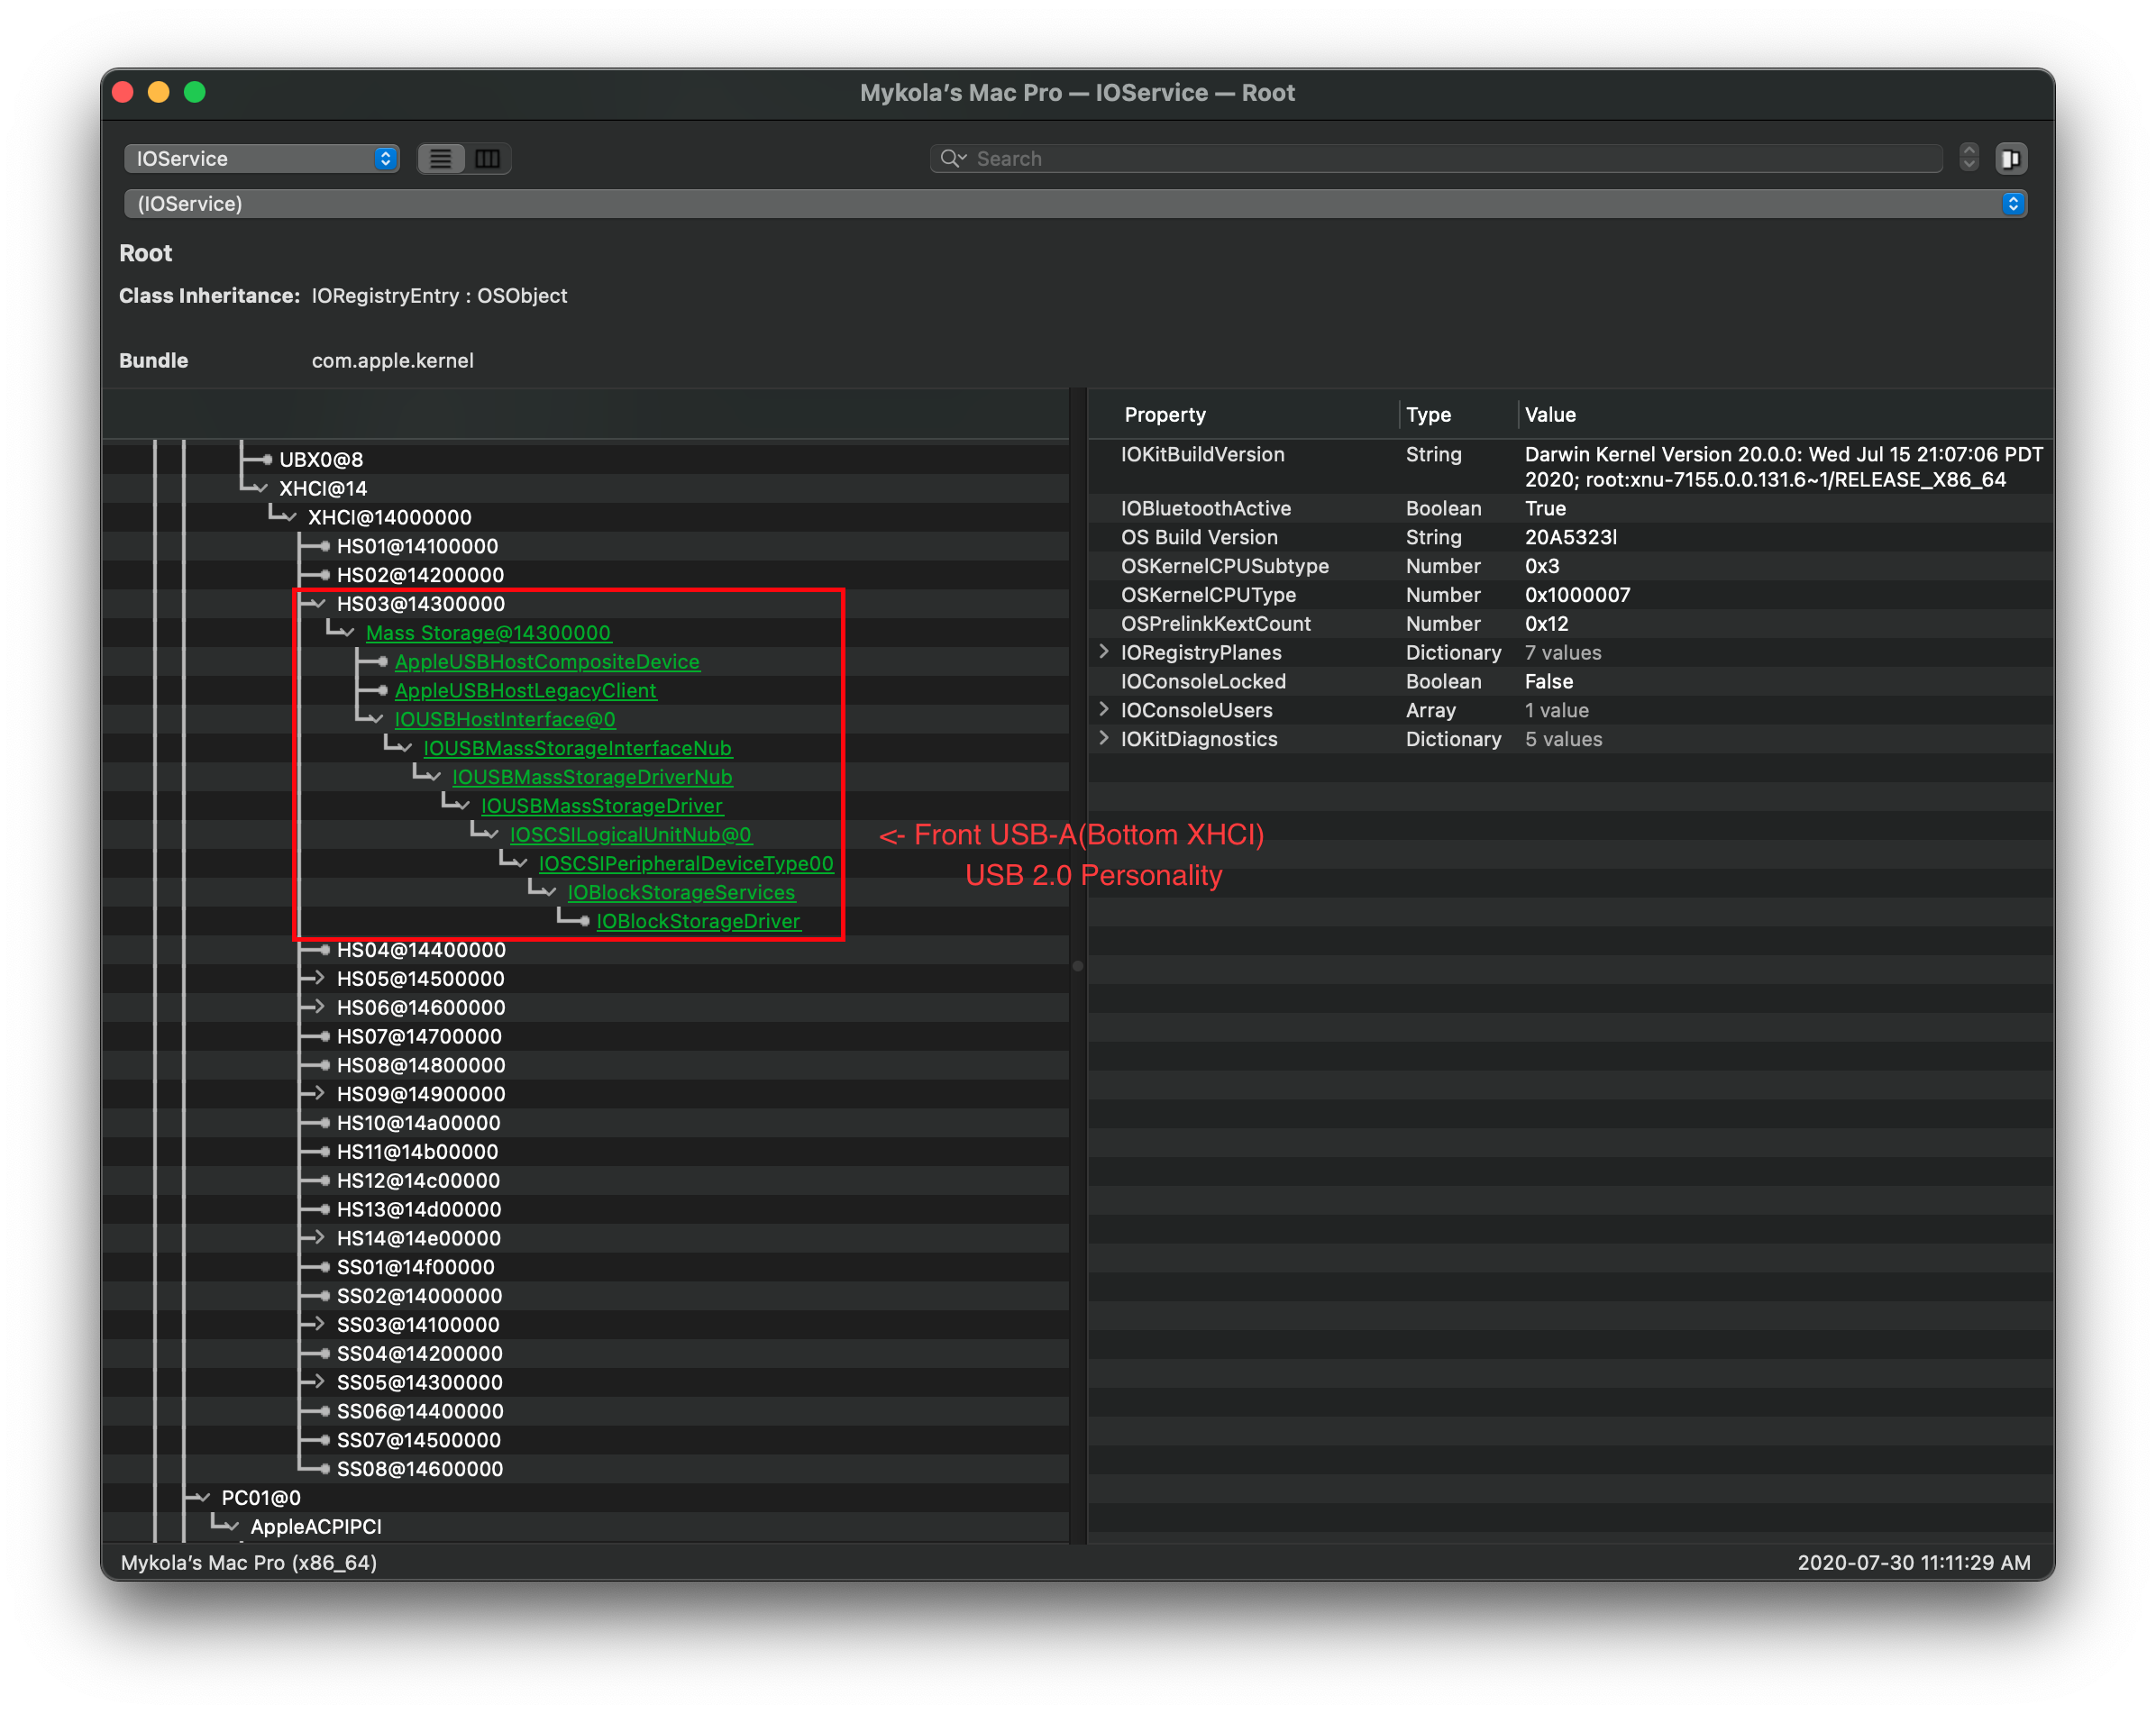 Mykola’s Mac Pro — IOService — Root
IOService
Search
(IOService)
Root
Class Inheritance: IORegistryEntry : OSObject
Bundle com.apple.kernel
Property Type Value
UBX0@8
XHCI@14
XHCI@14000000
HS01@14100000
HS02@14200000
HS03@14300000
Mass Storage@14300000
AppleUSBHostCompositeDevice
AppleUSBHostLegacyClient
IOUSBHostInterface@0
IOUSBMassStorageInterfaceNub
IOUSBMassStorageDriverNub
IOUSBMassStorageDriver
IOSCSILogicalUnitNub@0
IOSCSIPeripheralDeviceType00
IOBlockStorageServices
IOBlockStorageDriver
<- Front USB-A(Bottom XHCI)
USB 2.0 Personality
HS04@14400000
HS05@14500000
HS06@14600000
HS07@14700000
HS08@14800000
HS09@14900000
HS10@14a00000
HS11@14b00000
HS12@14c00000
HS13@14d00000
HS14@14e00000
SS01@14f00000
SS02@14000000
SS03@14100000
SS04@14200000
SS05@14300000
SS06@14400000
SS07@14500000
SS08@14600000
PC01@0
AppleACPIPCI
IOKitBuildVersion String Darwin Kernel Version 20.0.0: Wed Jul 15 21:07:06 PDT
2020; root:xnu-7155.0.0.131.6~1/RELEASE_X86_64
IOBluetoothActive Boolean True
OS Build Version String 20A5323l
OSKernelCPUSubtype Number 0x3
OSKernelCPUType Number 0x1000007
OSPrelinkKextCount Number 0x12
IORegistryPlanes Dictionary 7 values
IOConsoleLocked Boolean False
IOConsoleUsers Array 1 value
IOKitDiagnostics Dictionary 5 values
Mykola’s Mac Pro (x86_64)
2020-07-30 11:11:29 AM